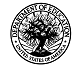 DEPARTMENT OF EDUCATION
UNITED STATES OF AMERICA